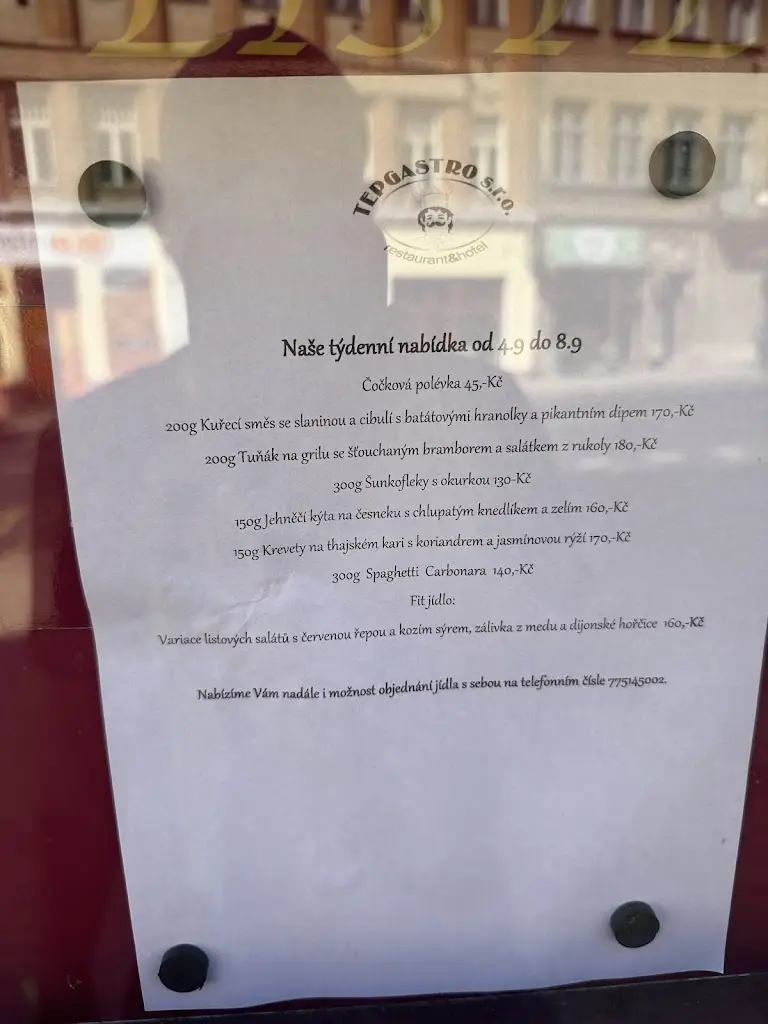 TEPGASTRO s.r.o.
restaurant&hotel
Naše týdenní nabídka od 4.9 do 8.9
Čočková polévka 45,-Kč
200g Kuřecí směs se slaninou a cibulí s batátovými hranolky a pikantním dipem 170,-Kč
200g Tuňák na grilu se šťouchaným bramborem a salátkem z rukoly 180,-Kč
300g Šunkofleky s okurkou 130-Kč
150g Jehněčí kýta na česneku s chlupatým knedlíkem a zelím 160,-Kč
150g Krevety na thajském kari s koriandrem a jasmínovou rýží 170,-Kč
300g Spaghetti Carbonara 140,-Kč
Fit jídlo:
Variace listových salátů s červenou řepou a kozím sýrem, zálivka z medu a dijonské hořčice 160,-Kč
Nabízíme Vám nadále i možnost objednání jídla s sebou na telefonním čísle 775145002.